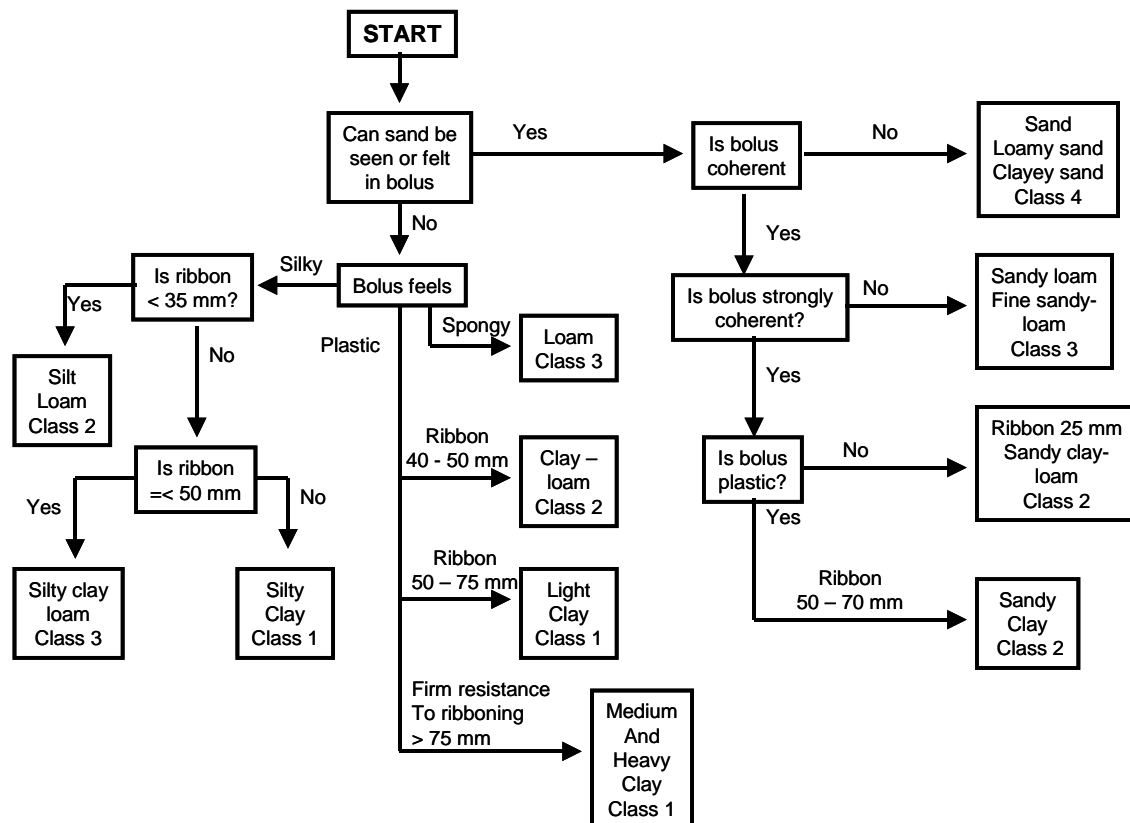 START
Can sand be
seen or felt
in bolus
Yes
Is bolus
coherent
No
Sand
Loamy sand
Clayey sand
Class 4
No
Yes
Bolus feels
Silky
Is ribbon
< 35 mm?
Yes
Silt
Loam
Class 2
No
Is ribbon
=< 50 mm
Yes
Silty clay
loam
Class 3
No
Silty
Clay
Class 1
Plastic
Spongy
Loam
Class 3
Ribbon
40 - 50 mm
Clay –
loam
Class 2
Ribbon
50 – 75 mm
Light
Clay
Class 1
Firm resistance
To ribboning
> 75 mm
Medium
And
Heavy
Clay
Class 1
Is bolus strongly
coherent?
No
Sandy loam
Fine sandy-
loam
Class 3
Yes
Is bolus
plastic?
No
Ribbon 25 mm
Sandy clay-
loam
Class 2
Yes
Ribbon
50 – 70 mm
Sandy
Clay
Class 2